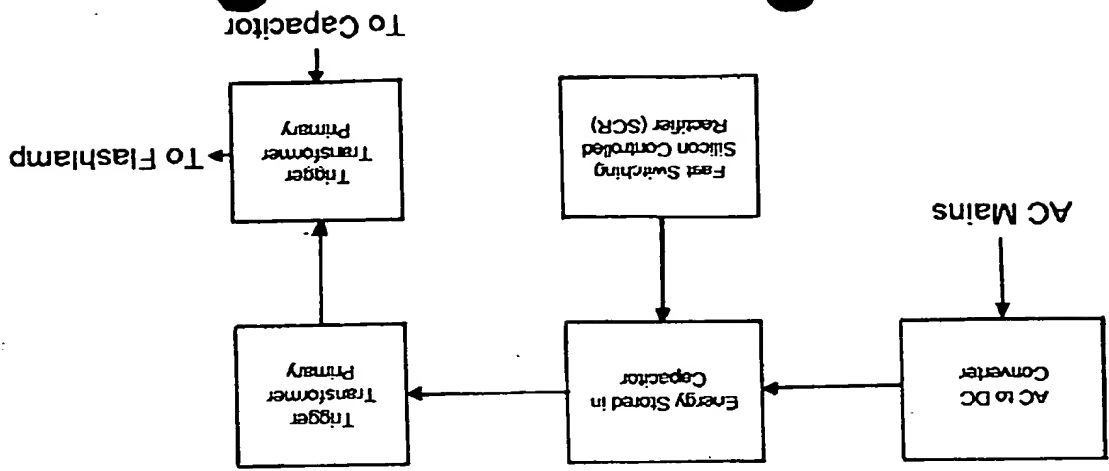 AC to DC
Converter
Energy Stored in
Capacitor
Trigger
Transformer
Primary
AC Mains
Fast Switching
Silicon Controlled
Rectifier (SCR)
Trigger
Transformer
Primary
To Flashlamp
To Capacitor